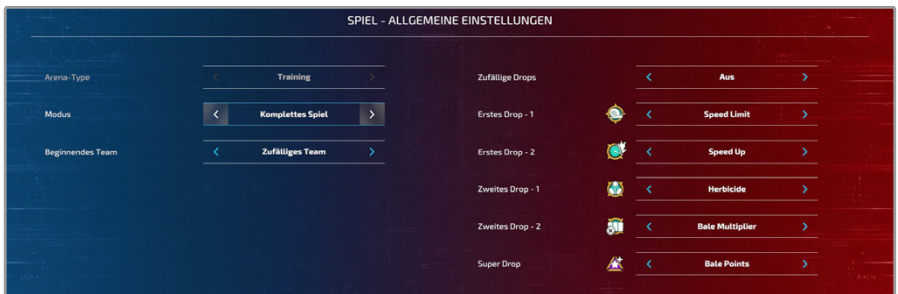 SPIEL - ALLGEMEINE EINSTELLUNGEN
Arena-Type
Training
Modus
Komplettes Spiel
Beginnendes Team
Zufälliges Team
Zufällige Drops
Aus
Erstes Drop - 1
Speed Limit
Erstes Drop - 2
Speed Up
Zweites Drop - 1
Herbicide
Zweites Drop - 2
Bale Multiplier
Super Drop
Bale Points